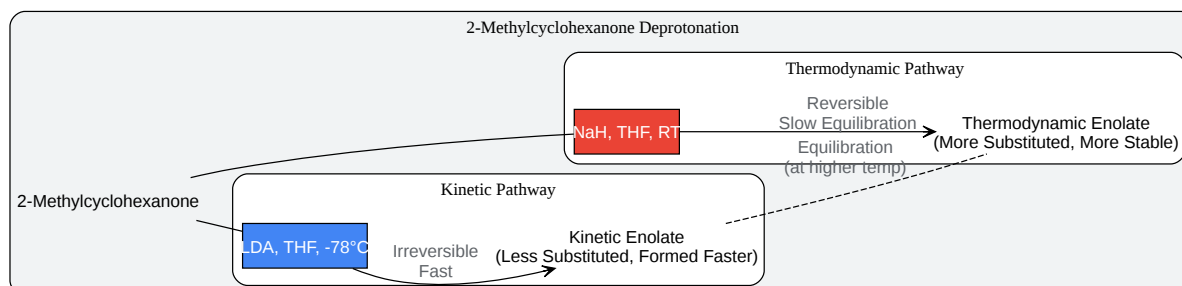 2-Methylcyclohexanone Deprotonation
Thermodynamic Pathway
NaH, THF, RT
Reversible
Slow Equilibration
Equilibration
(at higher temp)
Thermodynamic Enolate
(More Substituted, More Stable)
2-Methylcyclohexanone
Kinetic Pathway
LDA, THF, -78°C
Irreversible
Fast
Kinetic Enolate
(Less Substituted, Formed Faster)